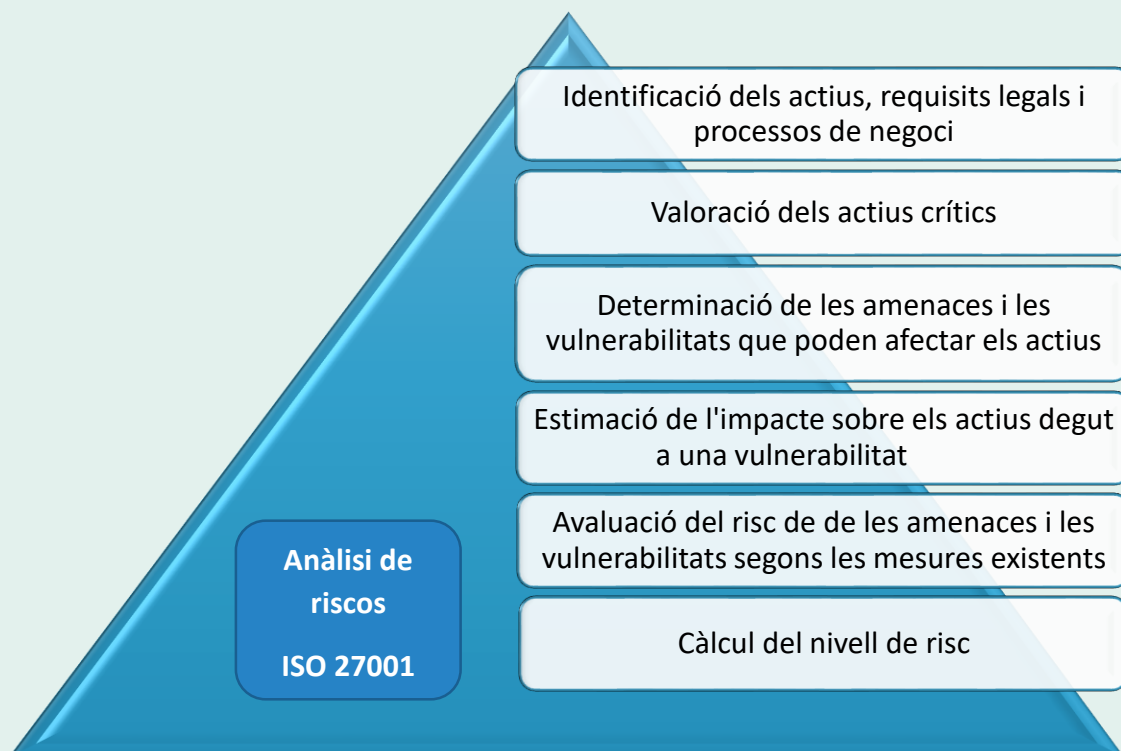 Identificació dels actius, requisits legals i
processos de negoci
Valoració dels actius crítics
Determinació de les amenaces i les
vulnerabilitats que poden afectar els actius
Estimació de l'impacte sobre els actius degut
a una vulnerabilitat
Avaluació del risc de de les amenaces i les
vulnerabilitats segons les mesures existents
Càlcul del nivell de risc
Anàlisi de
riscos
ISO 27001